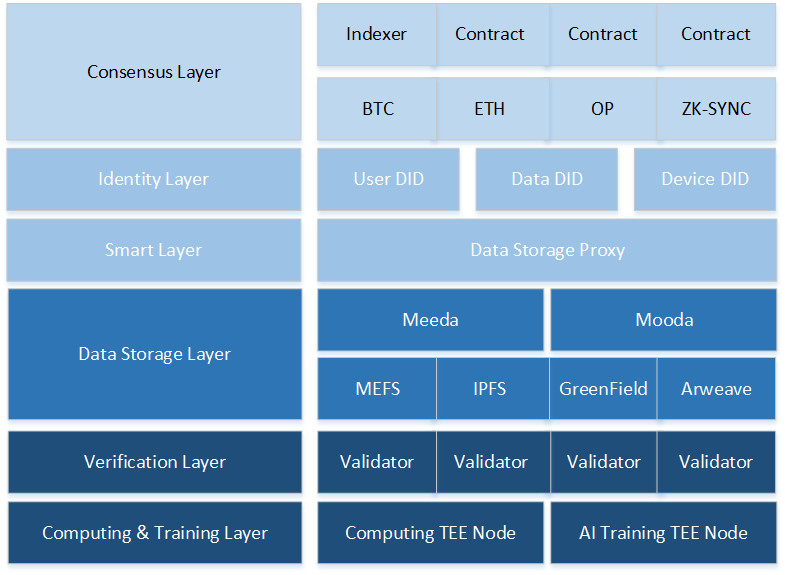 Consensus Layer
Indexer Contract Contract Contract
BTC ETH OP ZK-SYNC
Identity Layer
User DID Data DID Device DID
Smart Layer
Data Storage Proxy
Data Storage Layer
Meeda Mooda
MEFS IPFS GreenField Arweave
Verification Layer
Validator Validator Validator Validator
Computing & Training Layer
Computing TEE Node AI Training TEE Node